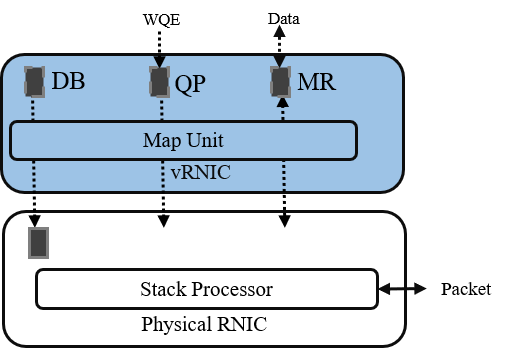 WQE Data
DB QP MR
Map Unit
vRNIC
Stack Processor
Packet
Physical RNIC